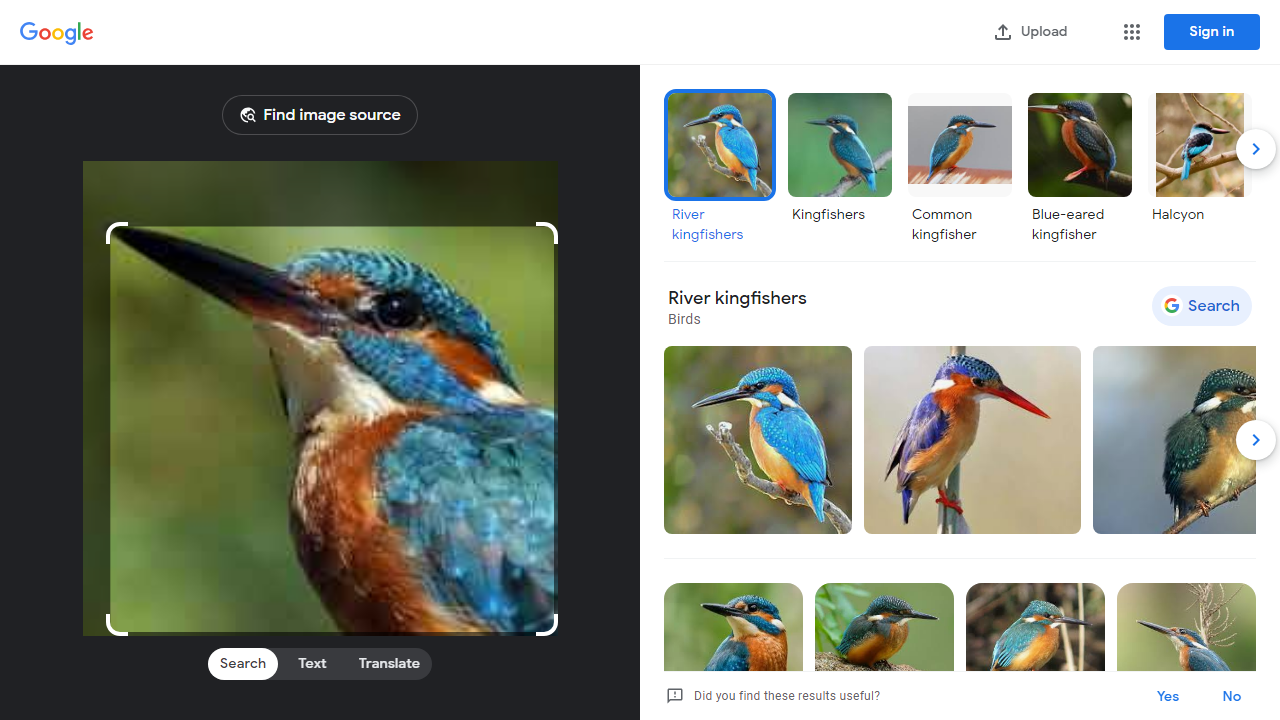 Google
Upload
Sign in
Find image source
River
kingfishers
Kingfishers
Common
kingfisher
Blue-eared
kingfisher
Halcyon
River kingfishers
Birds
Search
Search
Text
Translate
Did you find these results useful?
Yes
No